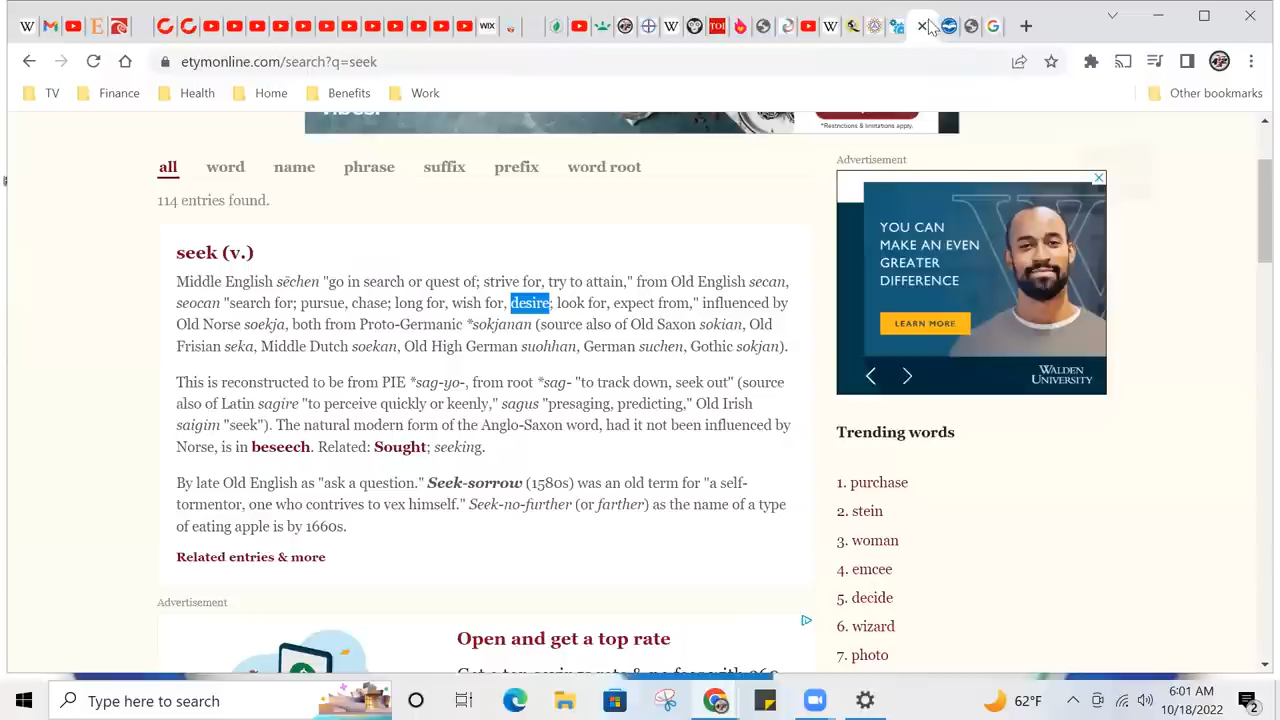 WIX
TOI
etymonline.com/search?q=seek
TV
Finance
Health
Home
Benefits
Work
Other bookmarks
*Restrictions & limitations apply.
all word name phrase suffix prefix word root
114 entries found.
seek (v.)
Middle English sēchen "go in search or quest of; strive for, try to attain," from Old English secan,
seocan "search for; pursue, chase; long for, wish for, desire, look for, expect from," influenced by
Old Norse soekja, both from Proto-Germanic *sokjanan (source also of Old Saxon sokian, Old
Frisian seka, Middle Dutch soekan, Old High German suohhan, German suchen, Gothic sokjan).
This is reconstructed to be from PIE *sag-yo-, from root *sag- "to track down, seek out" (source
also of Latin sagire "to perceive quickly or keenly," sagus "presaging, predicting," Old Irish
saigim "seek"). The natural modern form of the Anglo-Saxon word, had it not been influenced by
Norse, is in beseech. Related: Sought; seeking.
By late Old English as "ask a question." Seek-sorrow (1580s) was an old term for "a self-
tormentor, one who contrives to vex himself." Seek-no-further (or farther) as the name of a type
of eating apple is by 1660s.
Related entries & more
Advertisement
Open and get a top rate
Advertisement
YOU CAN
MAKE AN EVEN
GREATER
DIFFERENCE
LEARN MORE
WALDEN
UNIVERSITY
Trending words
1. purchase
2. stein
3. woman
4. emcee
5. decide
6. wizard
7. photo
Type here to search
62°F
6:01 AM
10/18/2022
2